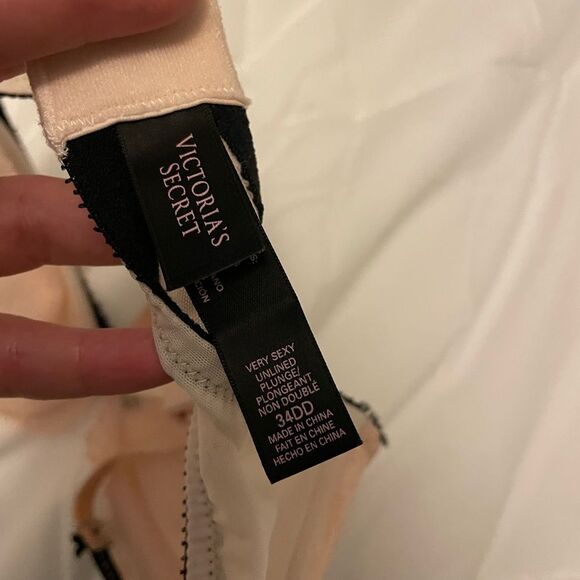 VICTORIA'S
SECRET
VERY SEXY
UNLINED
PLUNGE/
PLONGEANT
NON DOUBLÉ
34DD
MADE IN CHINA
FAIT EN CHINE
HECHO EN CHINA